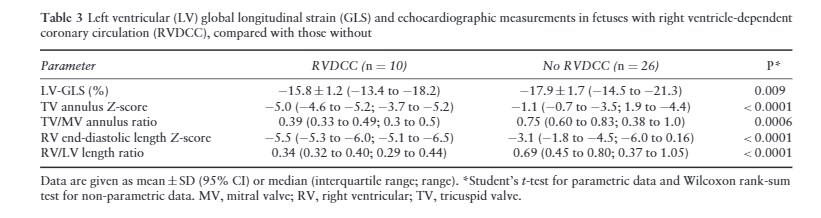 Table 3 Left ventricular (LV) global longitudinal strain (GLS) and echocardiographic measurements in fetuses with right ventricle-dependent
coronary circulation (RVDCC), compared with those without
Parameter RVDCC (n = 10) No RVDCC (n = 26) P*
LV-GLS (%) −15.8 ± 1.2 (−13.4 to −18.2) −17.9 ± 1.7 (−14.5 to −21.3) 0.009
TV annulus Z-score −5.0 (−4.6 to −5.2; −3.7 to −5.2) −1.1 (−0.7 to −3.5; 1.9 to −4.4) < 0.0001
TV/MV annulus ratio 0.39 (0.33 to 0.49; 0.3 to 0.5) 0.75 (0.60 to 0.83; 0.38 to 1.0) 0.0006
RV end-diastolic length Z-score −5.5 (−5.3 to −6.0; −5.1 to −6.5) −3.1 (−1.8 to −4.5; −6.0 to 0.16) < 0.0001
RV/LV length ratio 0.34 (0.32 to 0.40; 0.29 to 0.44) 0.69 (0.45 to 0.80; 0.37 to 1.05) < 0.0001
Data are given as mean ± SD (95% CI) or median (interquartile range; range). *Student's t-test for parametric data and Wilcoxon rank-sum
test for non-parametric data. MV, mitral valve; RV, right ventricular; TV, tricuspid valve.